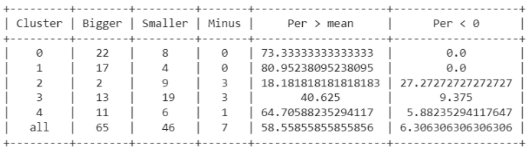 +---------+--------+---------+-------+-------------------+-------------------+
| Cluster | Bigger | Smaller | Minus | Per > mean | Per < 0 |
+---------+--------+---------+-------+-------------------+-------------------+
| 0 | 22 | 8 | 0 | 73.33333333333333 | 0.0 |
| 1 | 17 | 4 | 0 | 80.95238095238095 | 0.0 |
| 2 | 2 | 9 | 3 | 18.181818181818183 | 27.27272727272727 |
| 3 | 13 | 19 | 3 | 40.625 | 9.375 |
| 4 | 11 | 6 | 1 | 64.70588235294117 | 5.88235294117647 |
| all | 65 | 46 | 7 | 58.55855855855856 | 6.306306306306306 |
+---------+--------+---------+-------+-------------------+-------------------+